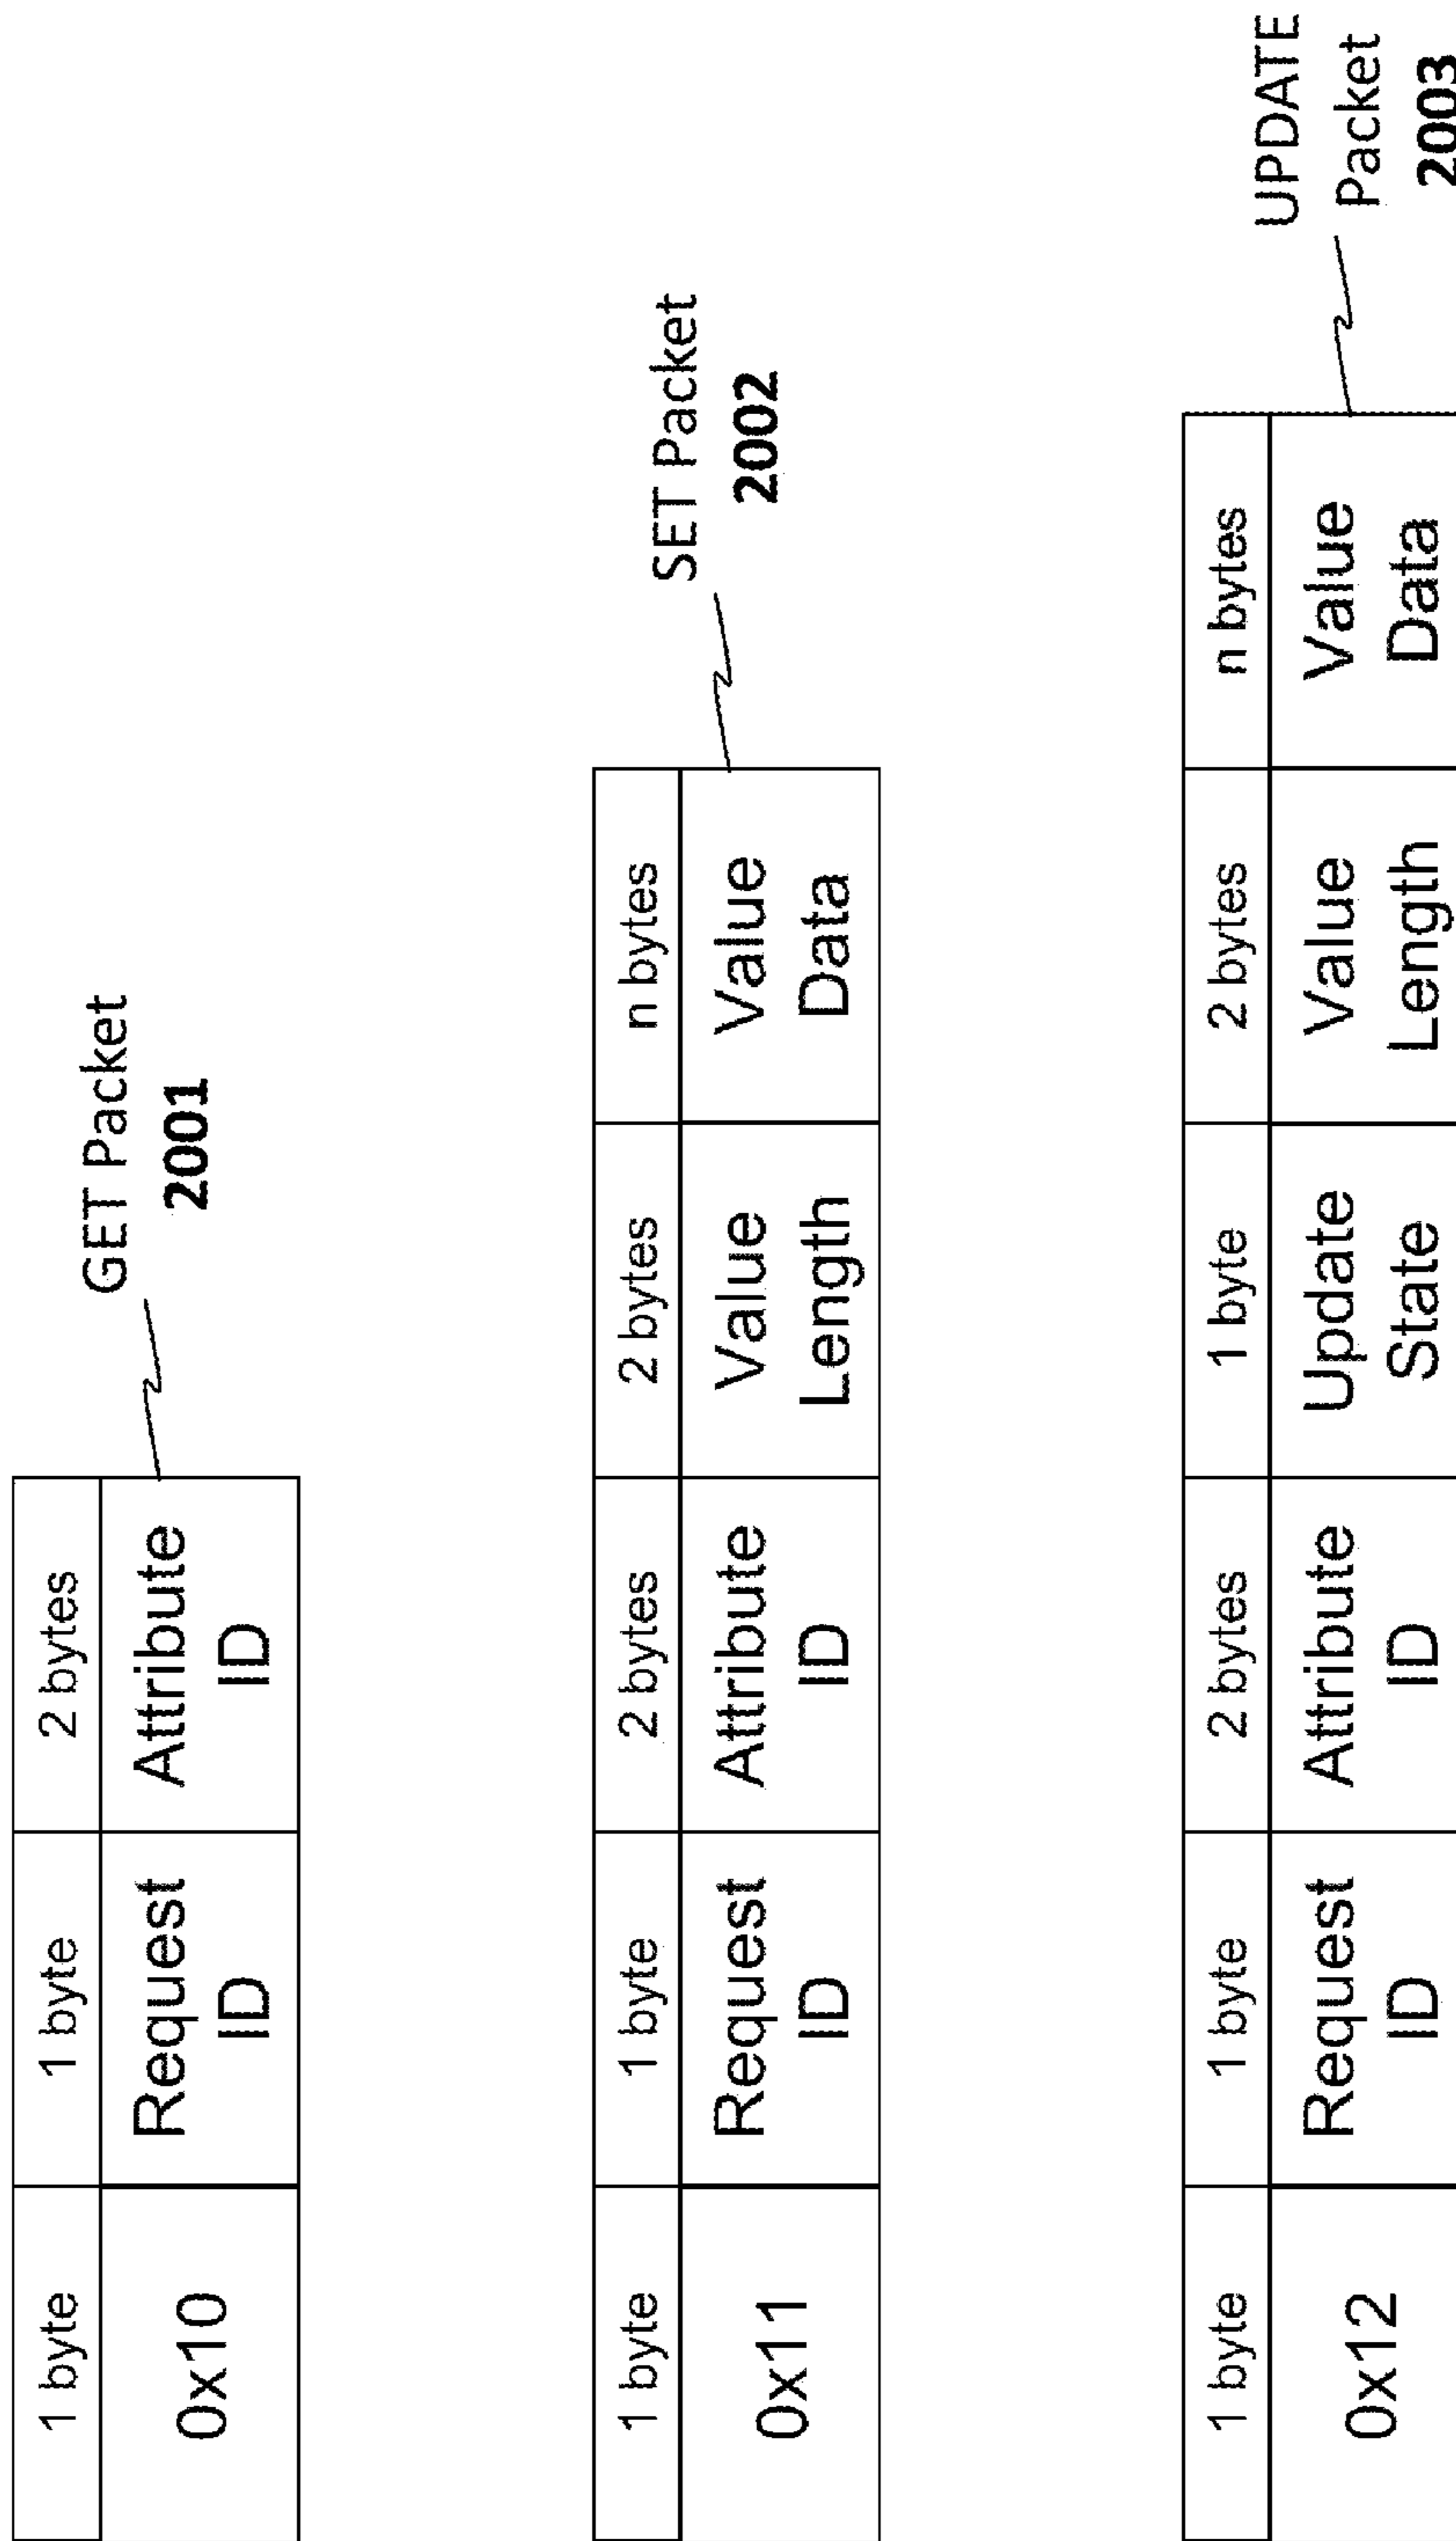 1 byte 1 byte 2 bytes
0x10 Request Attribute
ID ID
GET Packet
2001
1 byte 1 byte 2 bytes 2 bytes n bytes
0x11 Request Attribute Value Value
ID ID Length Data
SET Packet
2002
1 byte 1 byte 2 bytes 1 byte 2 bytes n bytes
0x12 Request Attribute Update Value Value
ID ID State Length Data
UPDATE
Packet
2003